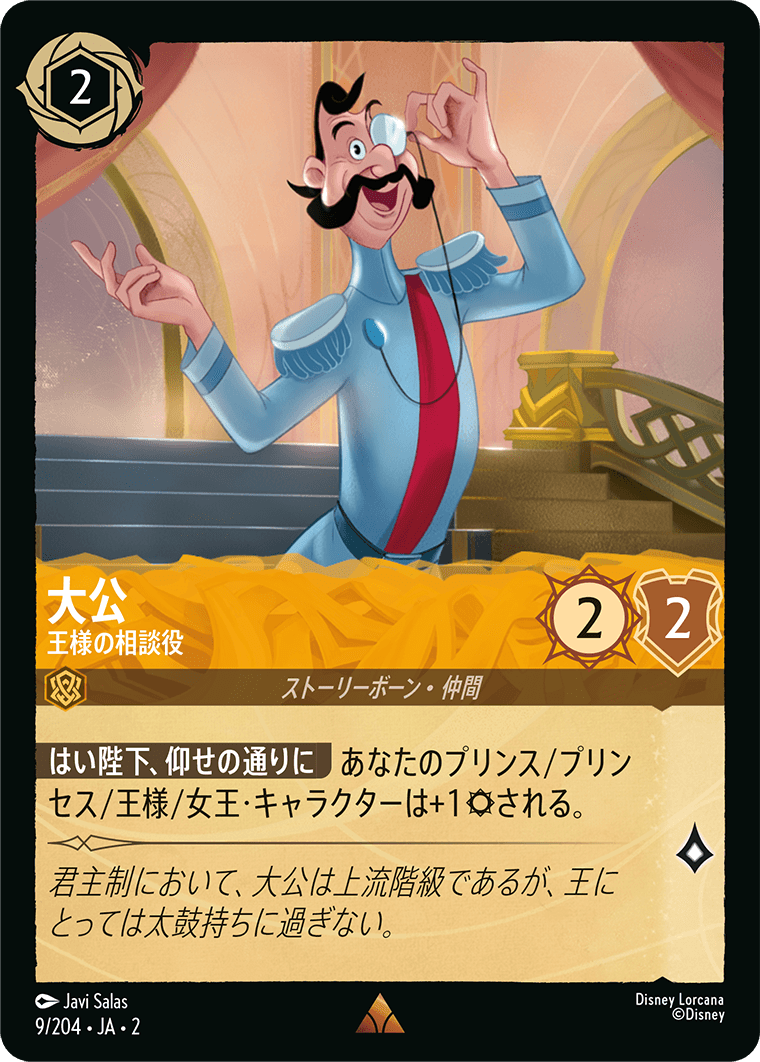 2
大公
王様の相談役
2
2
ストーリーボーン・仲間
はい陛下、仰せの通りに あなたのプリンス/プリン
セス/王様/女王・キャラクターは+1される。
君主制において、大公は上流階級であるが、王に
とっては太鼓持ちに過ぎない。
Javi Salas
9/204・JA・2
Disney Lorcana
©Disney